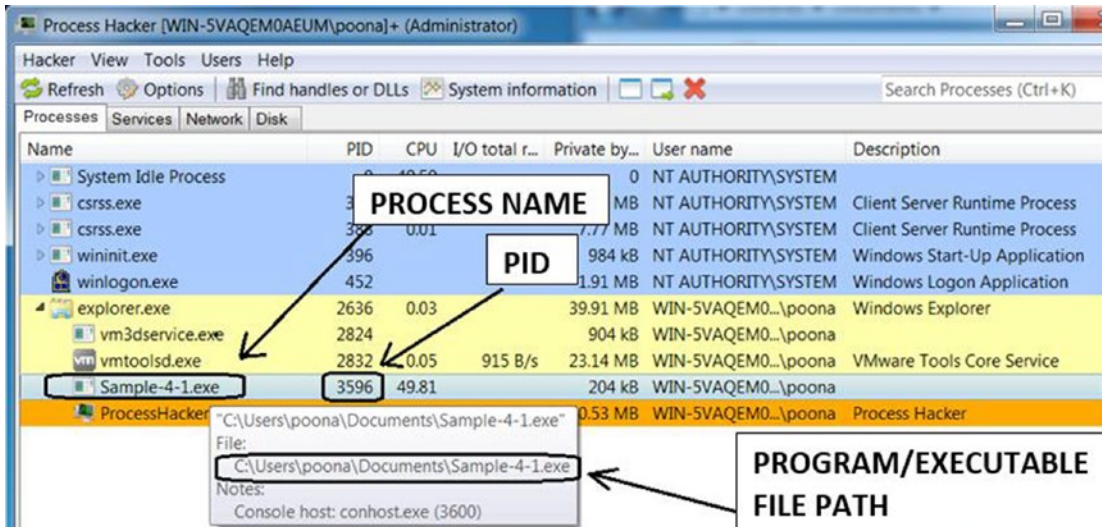 Process Hacker [WIN-5VAQEM0AEUM\poona]+ (Administrator)
Hacker View Tools Users Help
Refresh Options Find handles or DLLs System information Search Processes (Ctrl+K)
Processes Services Network Disk
Name PID CPU I/O total r... Private by... User name Description
System Idle Process 0 NT AUTHORITY\SYSTEM
csrss.exe MB NT AUTHORITY\SYSTEM Client Server Runtime Process
PROCESS NAME
csrss.exe 0.01 7.77 MB NT AUTHORITY\SYSTEM Client Server Runtime Process
wininit.exe 396 984 kB NT AUTHORITY\SYSTEM Windows Start-Up Application
PID
winlogon.exe 452 1.91 MB NT AUTHORITY\SYSTEM Windows Logon Application
explorer.exe 2636 0.03 39.91 MB WIN-5VAQEM0...\poona Windows Explorer
vm3dservice.exe 2824 904 kB WIN-5VAQEM0...\poona
vmtoolsd.exe 2832 0.05 915 B/s 23.14 MB WIN-5VAQEM0...\poona VMware Tools Core Service
Sample-4-1.exe 3596 49.81 204 kB WIN-5VAQEM0...\poona
ProcessHacker 0.53 MB WIN-5VAQEM0...\poona Process Hacker
"C:\Users\poona\Documents\Sample-4-1.exe"
File:
C:\Users\poona\Documents\Sample-4-1.exe
Notes:
Console host: conhost.exe (3600)
PROGRAM/EXECUTABLE
FILE PATH